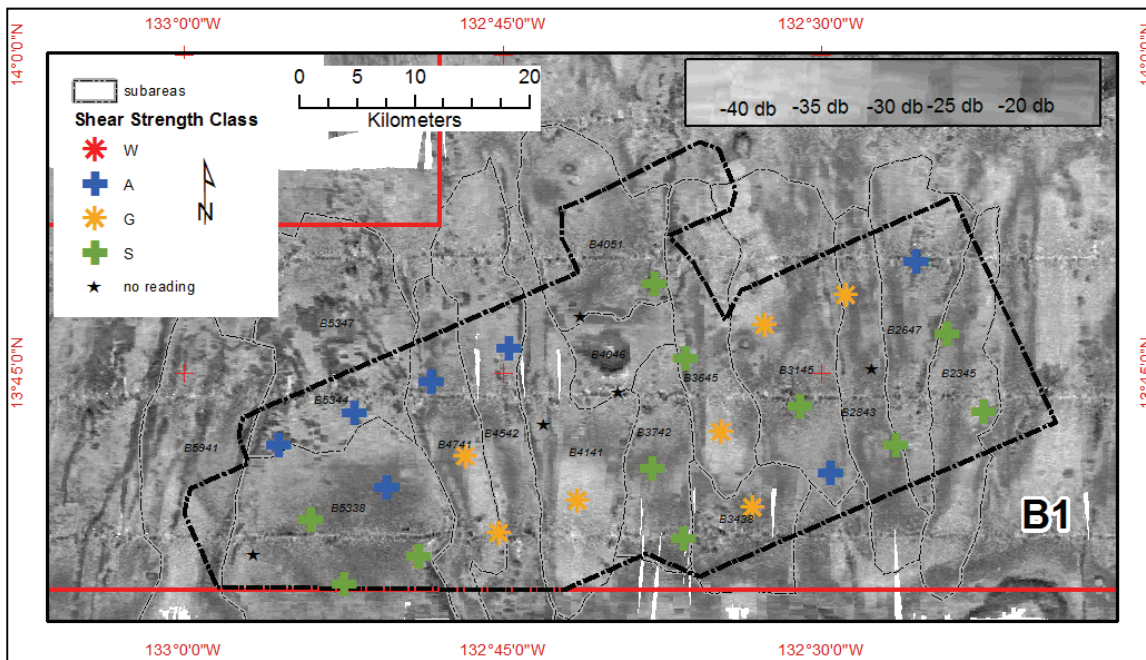 133°0'0"W 132°45'0"W 132°30'0"W
14°0'0"N
14°0'0"N
subareas
Shear Strength Class
W
A
G
S
no reading
N
0 5 10 20
Kilometers
-40 db -35 db -30 db -25 db -20 db
B4051
B5347
B2647
B4046
B3645
B3145
B2345
13°45'0"N
13°45'0"N
B5344
B2843
B5941
B4741
B4542
B3742
B4141
B5338
B3438
B1
133°0'0"W 132°45'0"W 132°30'0"W